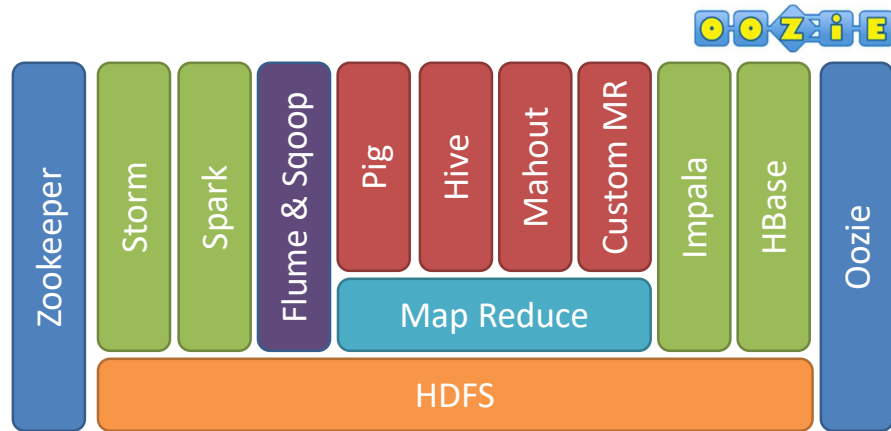 OOZiE
Zookeeper
Storm
Spark
Flume & Sqoop
Pig
Hive
Mahout
Custom MR
Impala
HBase
Oozie
Map Reduce
HDFS